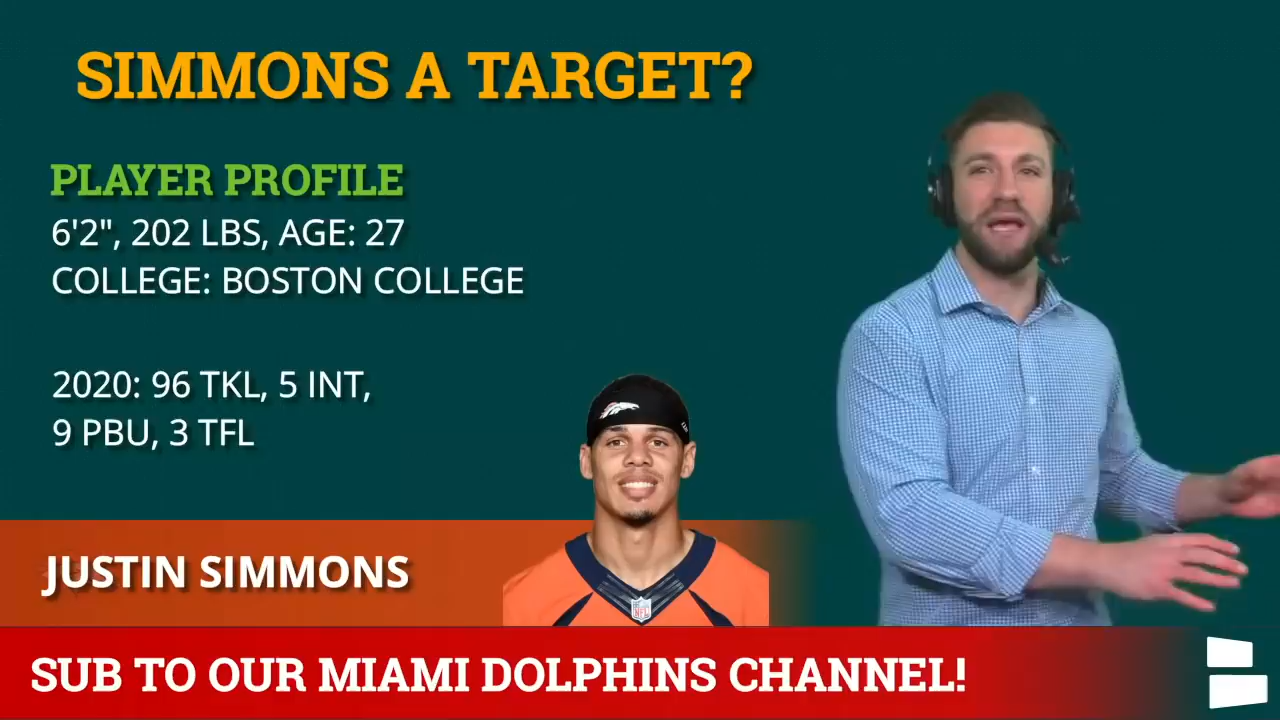 SIMMONS A TARGET?
PLAYER PROFILE
6'2", 202 LBS, AGE: 27
COLLEGE: BOSTON COLLEGE
2020: 96 TKL, 5 INT,
9 PBU, 3 TFL
JUSTIN SIMMONS
NFL
SUB TO OUR MIAMI DOLPHINS CHANNEL!